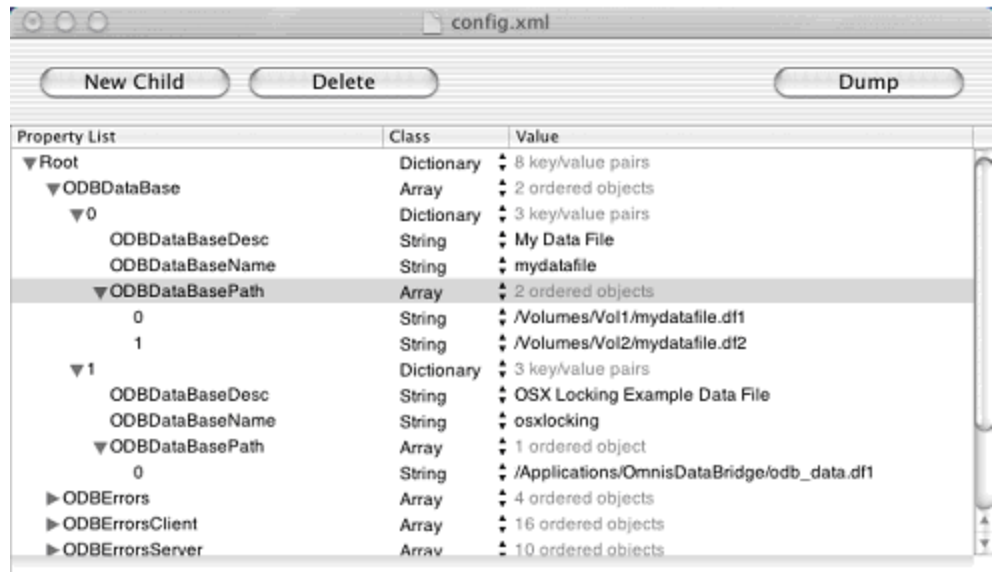 config.xml
New Child Delete Dump
Property List Class Value
Root Dictionary 8 key/value pairs
ODBDataBase Array 2 ordered objects
0 Dictionary 3 key/value pairs
ODBDataBaseDesc String My Data File
ODBDataBaseName String mydatafile
ODBDataBasePath Array 2 ordered objects
0 String /Volumes/Vol1/mydatafile.df1
1 String /Volumes/Vol2/mydatafile.df2
1 Dictionary 3 key/value pairs
ODBDataBaseDesc String OSX Locking Example Data File
ODBDataBaseName String osxlocking
ODBDataBasePath Array 1 ordered object
0 String /Applications/OmnisDataBridge/odb_data.df1
ODBErrors Array 4 ordered objects
ODBErrorsClient Array 16 ordered objects
ODBErrorsServer Array 10 ordered objects